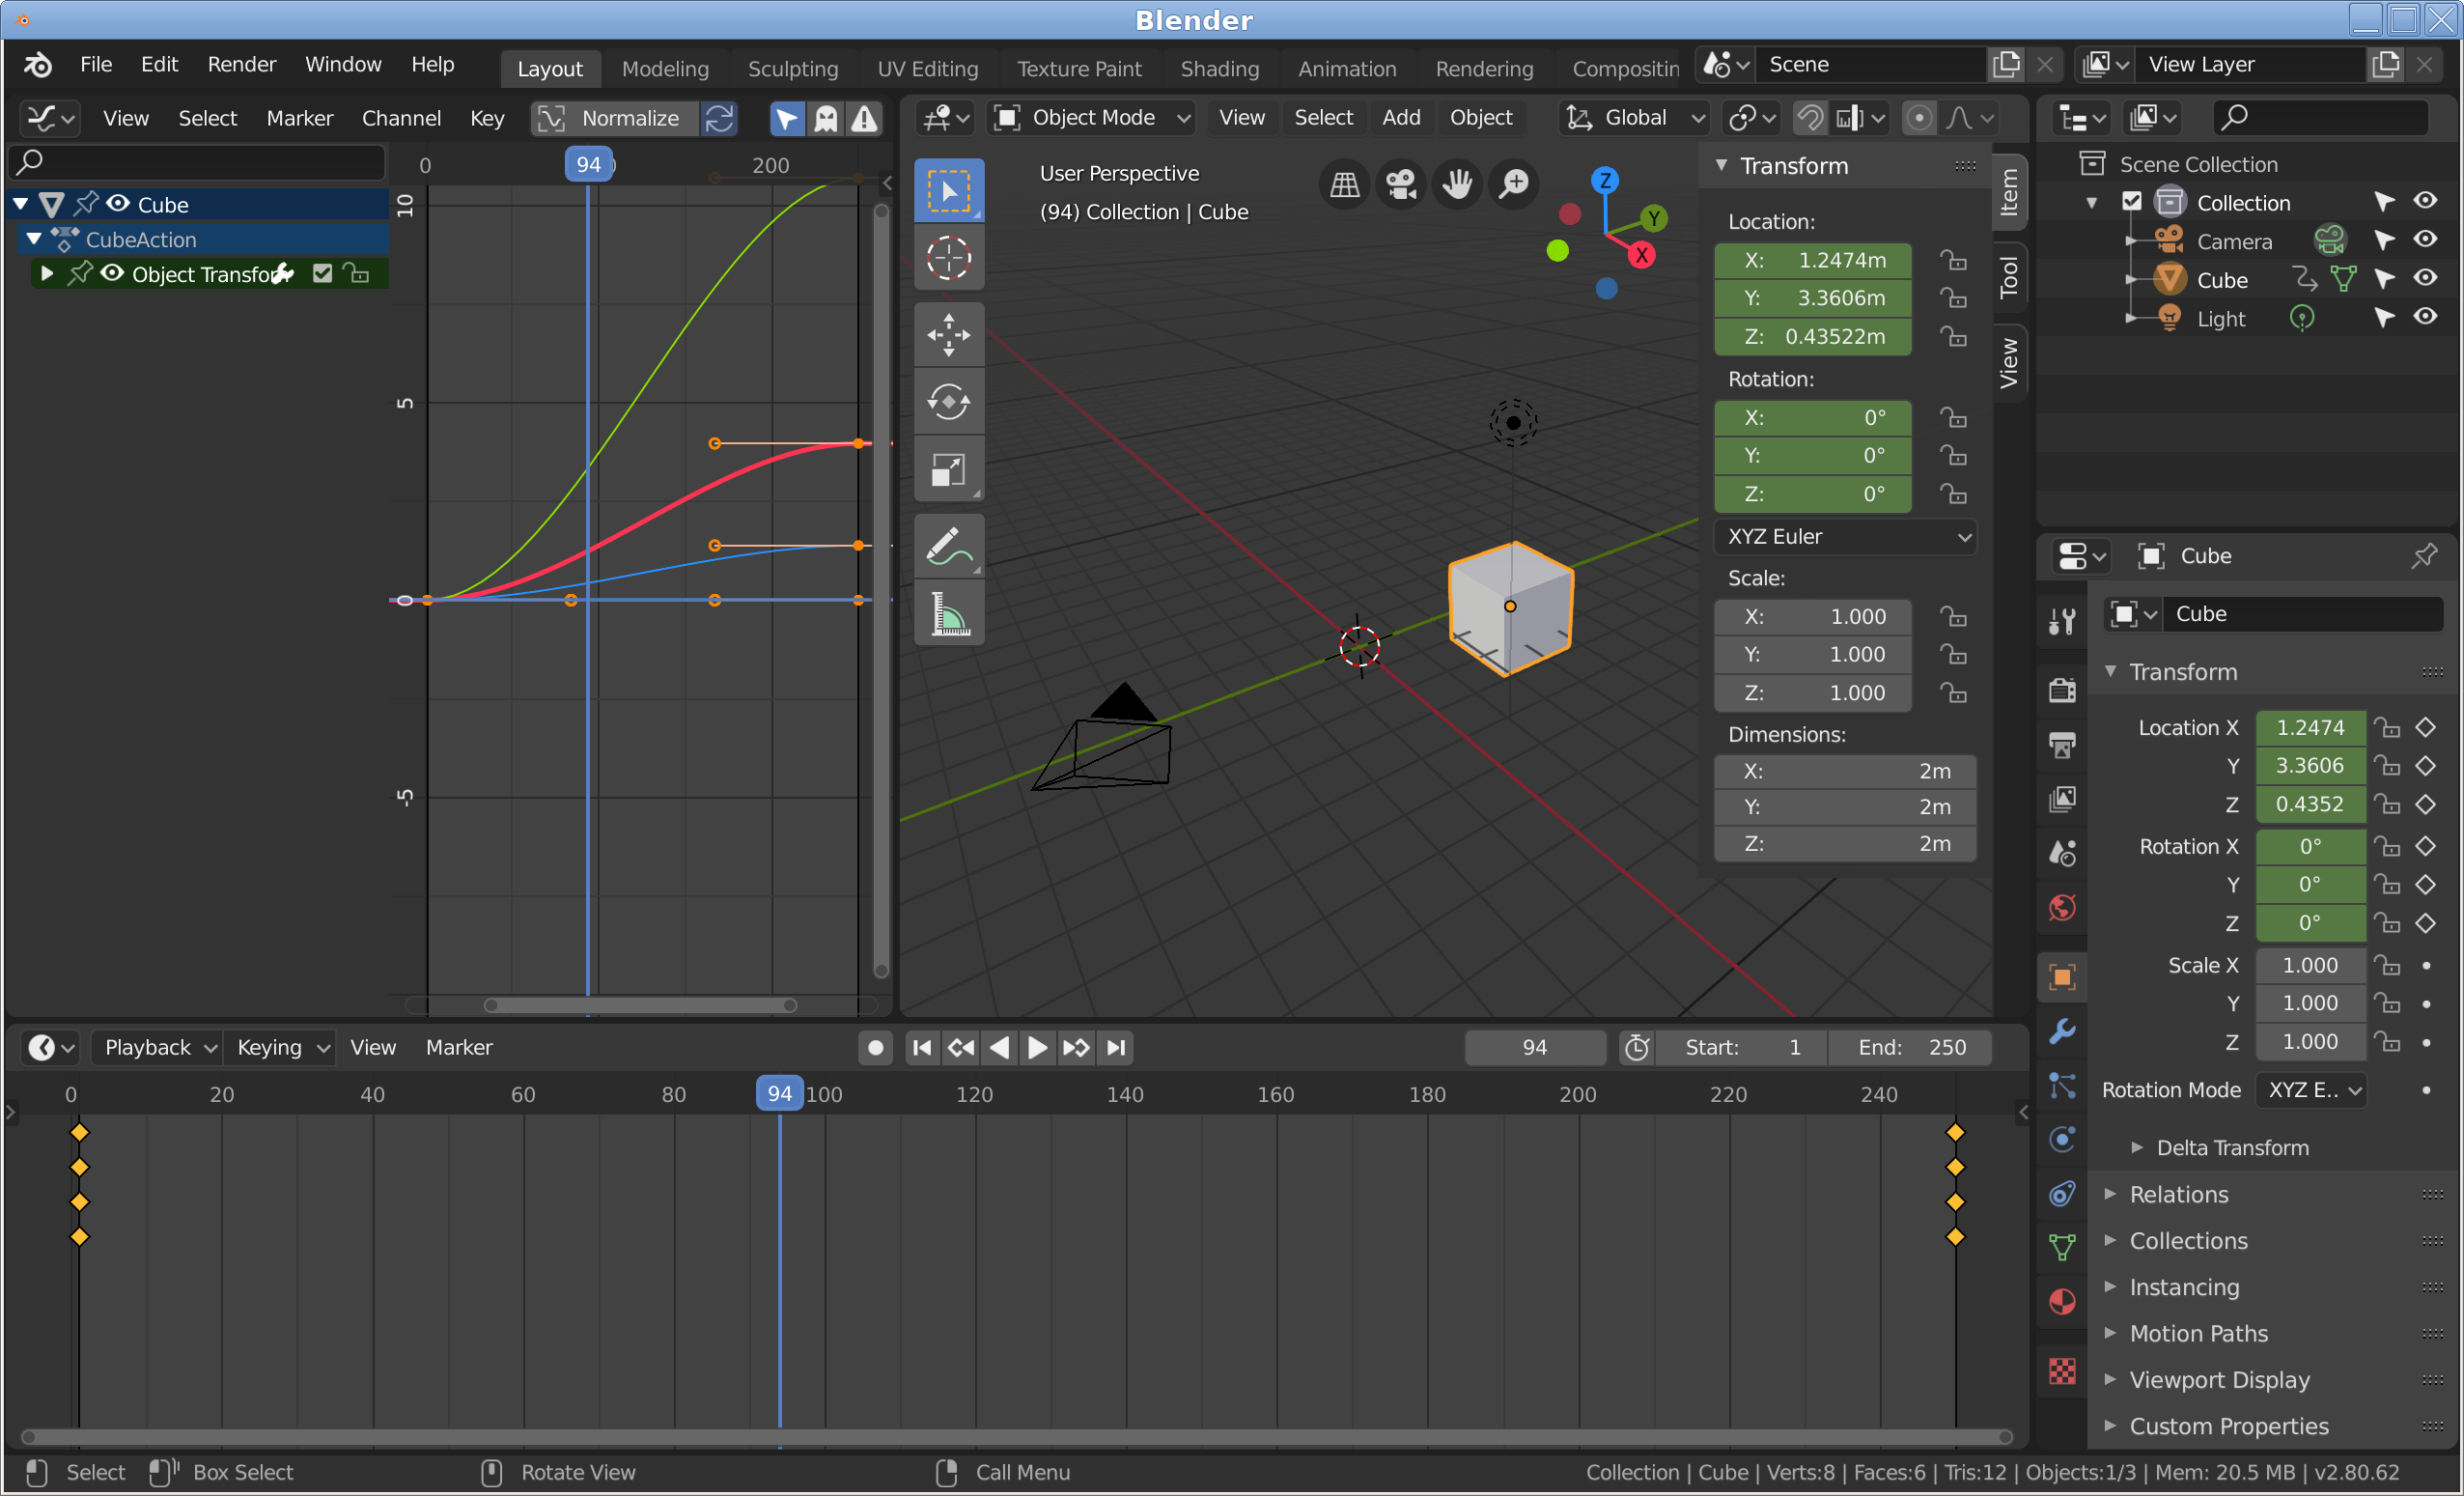 Blender
File Edit Render Window Help Layout Modeling Sculpting UV Editing Texture Paint Shading Animation Rendering Compositin Scene View Layer
View Select Marker Channel Key Normalize
0 94 200
Cube
CubeAction
Object Transfor
10
5
0
-5
Object Mode View Select Add Object Global
User Perspective
(94) Collection | Cube
Z
Y
X
Transform
Location:
X: 1.2474m
Y: 3.3606m
Z: 0.43522m
Rotation:
X: 0°
Y: 0°
Z: 0°
XYZ Euler
Scale:
X: 1.000
Y: 1.000
Z: 1.000
Dimensions:
X: 2m
Y: 2m
Z: 2m
Item
Tool
View
Scene Collection
Collection
Camera
Cube
Light
Cube
Cube
Transform
Location X 1.2474
Y 3.3606
Z 0.4352
Rotation X 0°
Y 0°
Z 0°
Scale X 1.000
Y 1.000
Z 1.000
Rotation Mode XYZ E..
Delta Transform
Relations
Collections
Instancing
Motion Paths
Viewport Display
Custom Properties
Playback Keying View Marker 94 Start: 1 End: 250
0 20 40 60 80 94 100 120 140 160 180 200 220 240
Select Box Select Rotate View Call Menu Collection | Cube | Verts:8 | Faces:6 | Tris:12 | Objects:1/3 | Mem: 20.5 MB | v2.80.62